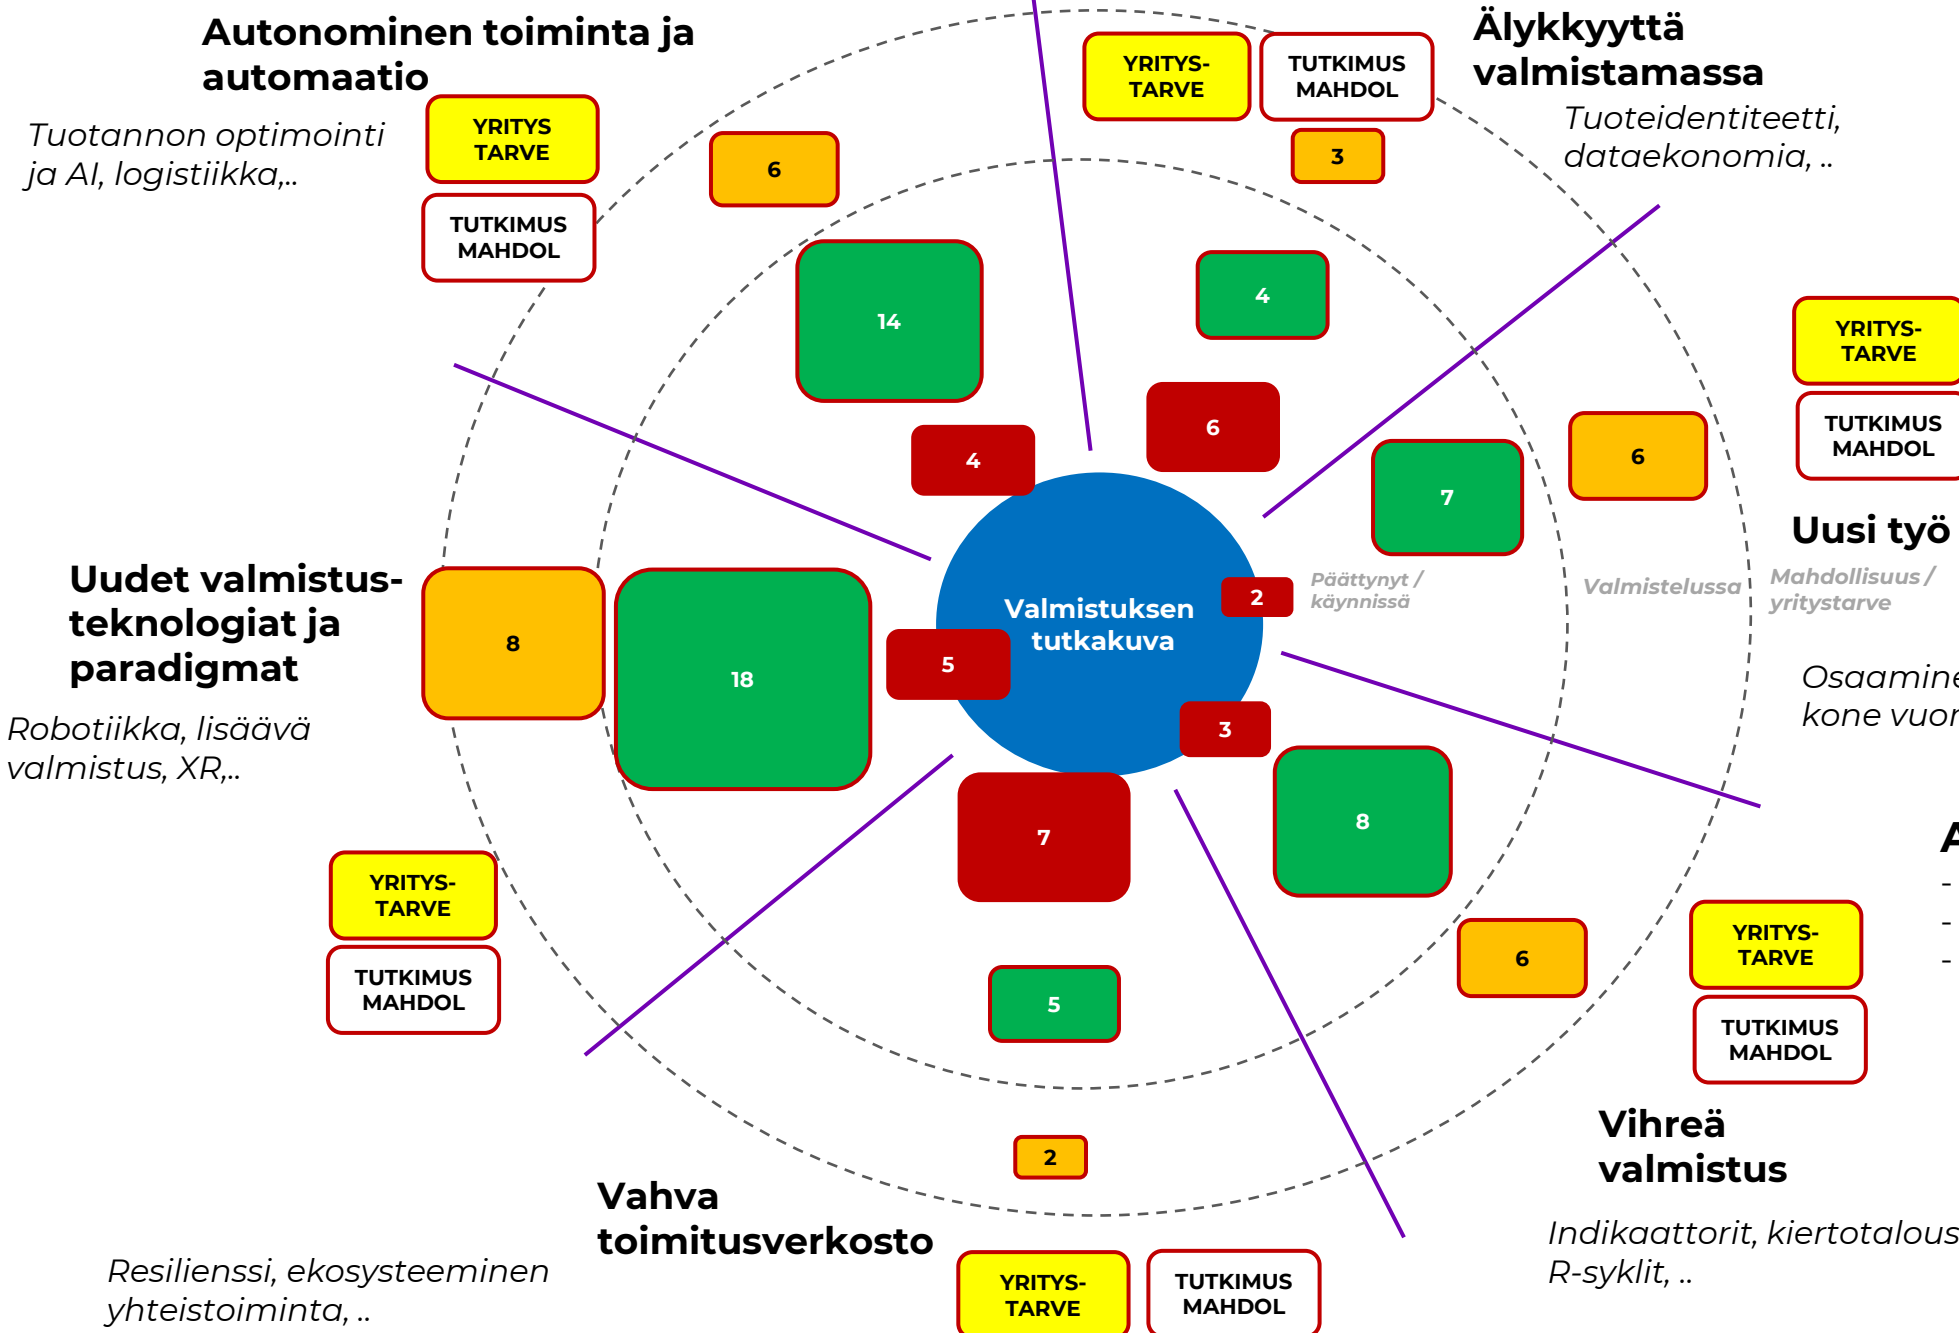 Autonominen toiminta ja
automaatio
Tuotannon optimointi
ja AI, logistiikka,..
YRITYS
TARVE
TUTKIMUS
MAHDOL
6
14
4
YRITYS-
TARVE
TUTKIMUS
MAHDOL
Älykkyyttä
valmistamassa
Tuoteidentiteetti,
dataekonomia, ..
3
4
6
YRITYS-
TARVE
TUTKIMUS
MAHDOL
6
7
2
Uusi työ
Päättynyt /
käynnissä
Valmistelussa
Mahdollisuus /
yritystarve
Valmistuksen
tutkakuva
Uudet valmistus-
teknologiat ja
paradigmat
Robotiikka, lisäävä
valmistus, XR,..
8
18
5
YRITYS-
TARVE
TUTKIMUS
MAHDOL
3
8
6
YRITYS-
TARVE
TUTKIMUS
MAHDOL
kone
-
-
-
Vihreä
valmistus
Indikaattorit, kiertotalous
R-syklit, ..
7
5
2
Vahva
toimitusverkosto
Resilienssi, ekosysteeminen
yhteistoiminta, ..
YRITYS-
TARVE
TUTKIMUS
MAHDOL